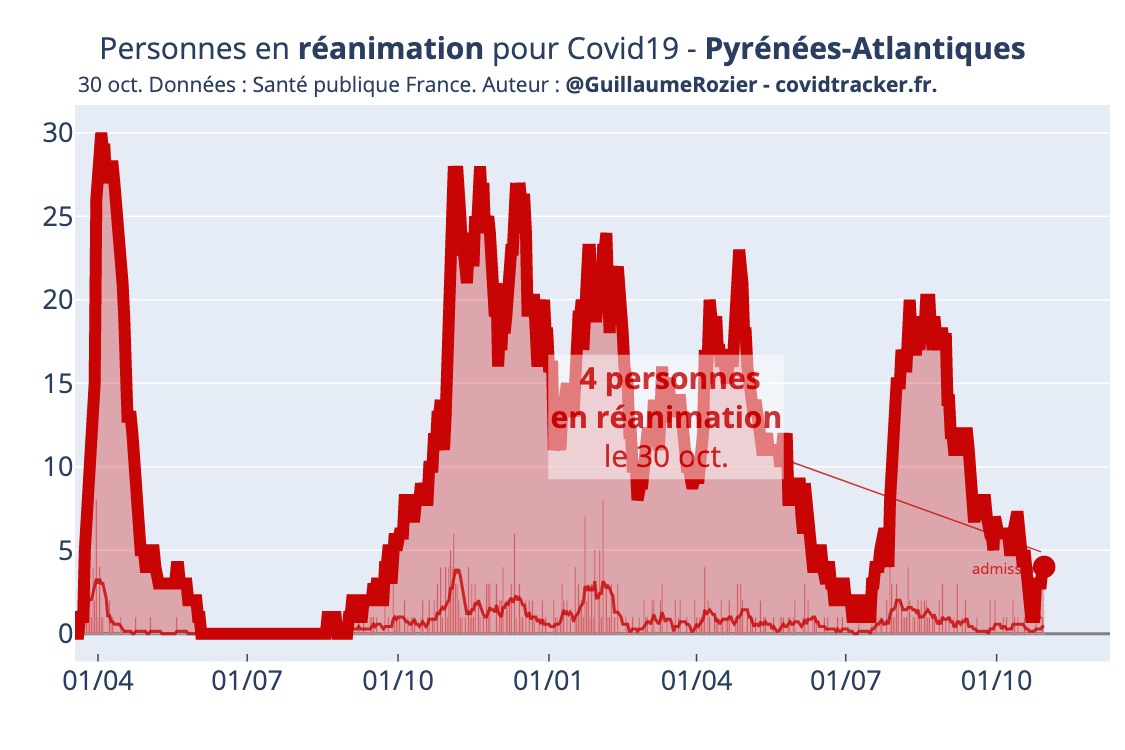 Personnes en réanimation pour Covid19 - Pyrénées-Atlantiques
30 oct. Données : Santé publique France. Auteur : @GuillaumeRozier - covidtracker.fr.
30
25
20
15
10
5
0
4 personnes
en réanimation
le 30 oct.
01/04
01/07
01/10
01/01
01/04
01/07
01/10